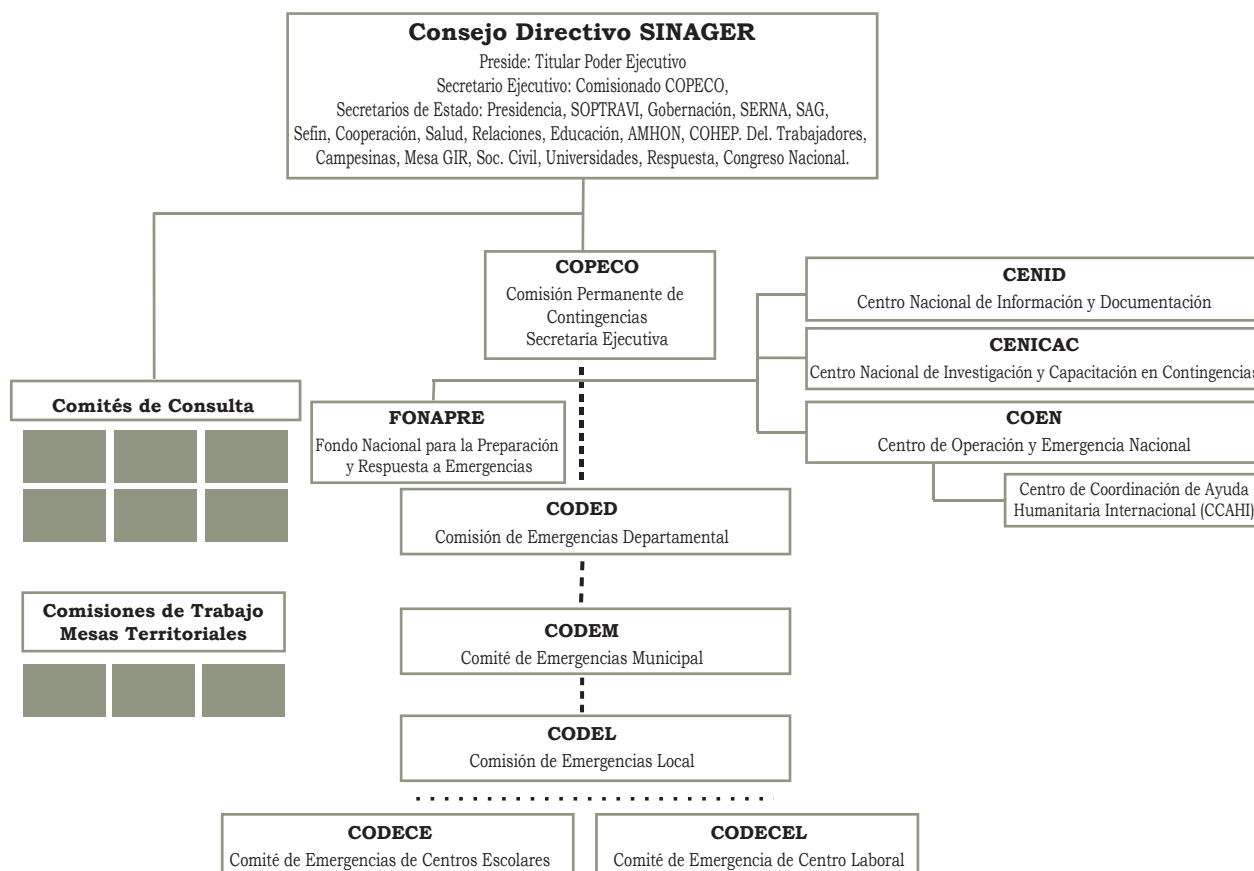 Consejo Directivo SINAGER
Preside: Titular Poder Ejecutivo
Secretario Ejecutivo: Comisionado COPECO,
Secretarios de Estado: Presidencia, SOPTRAVI, Gobernación, SERNA, SAG,
Sefin, Cooperación, Salud, Relaciones, Educación, AMHON, COHEP. Del. Trabajadores,
Campesinas, Mesa GIR, Soc. Civil, Universidades, Respuesta, Congreso Nacional.
COPECO
Comisión Permanente de
Contingencias
Secretaría Ejecutiva
CENID
Centro Nacional de Información y Documentación
CENICAC
Centro Nacional de Investigación y Capacitación en Contingencias
COEN
Centro de Operación y Emergencia Nacional
Centro de Coordinación de Ayuda
Humanitaria Internacional (CCAHI)
Comités de Consulta
FONAPRE
Fondo Nacional para la Preparación
y Respuesta a Emergencias
CODED
Comisión de Emergencias Departamental
Comisiones de Trabajo
Mesas Territoriales
CODEM
Comité de Emergencias Municipal
CODEL
Comisión de Emergencias Local
CODECE
Comité de Emergencias de Centros Escolares
CODECEL
Comité de Emergencia de Centro Laboral